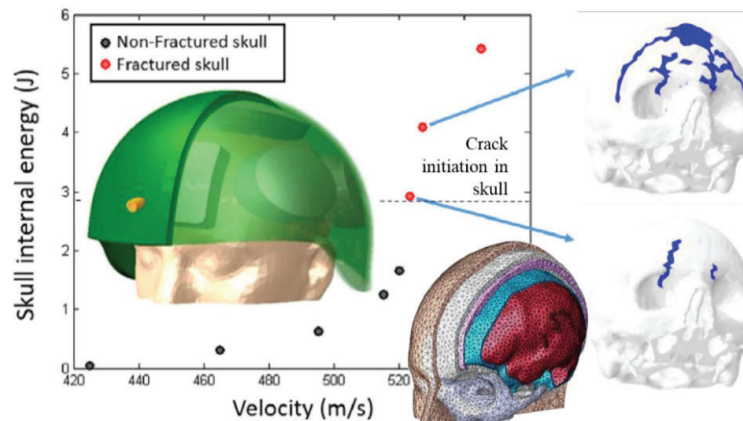 6
5
4
3
2
1
0
Skull internal energy (J)
Non-Fractured skull
Fractured skull
Crack
initiation in
skull
420
440
460
480
500
520
Velocity (m/s)